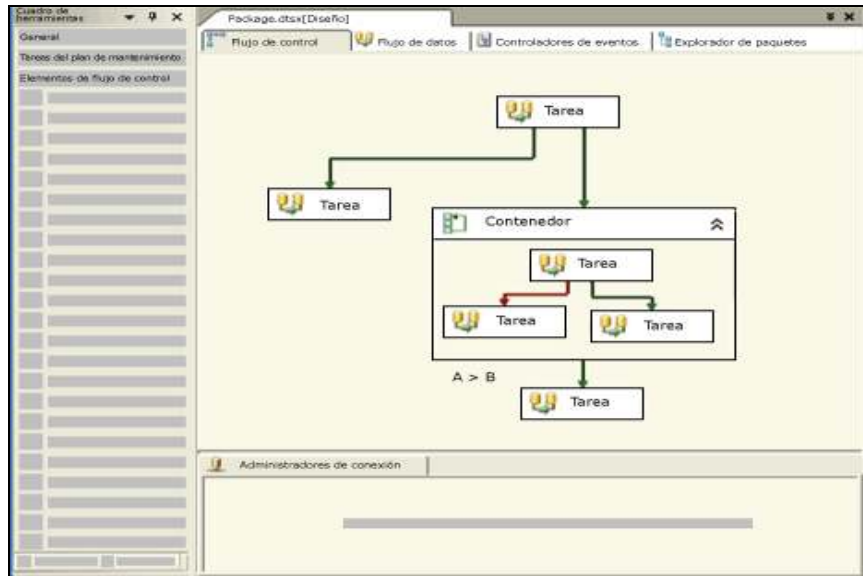 Cuadro de
herramientas
General
Tareas del plan de mantenimiento
Elementos de flujo de control
Package.dtsx[Diseño]
Flujo de control
Flujo de datos
Controladores de eventos
Explorador de paquetes
Tarea
Tarea
Contenedor
Tarea
Tarea
Tarea
A > B
Tarea
Administradores de conexión